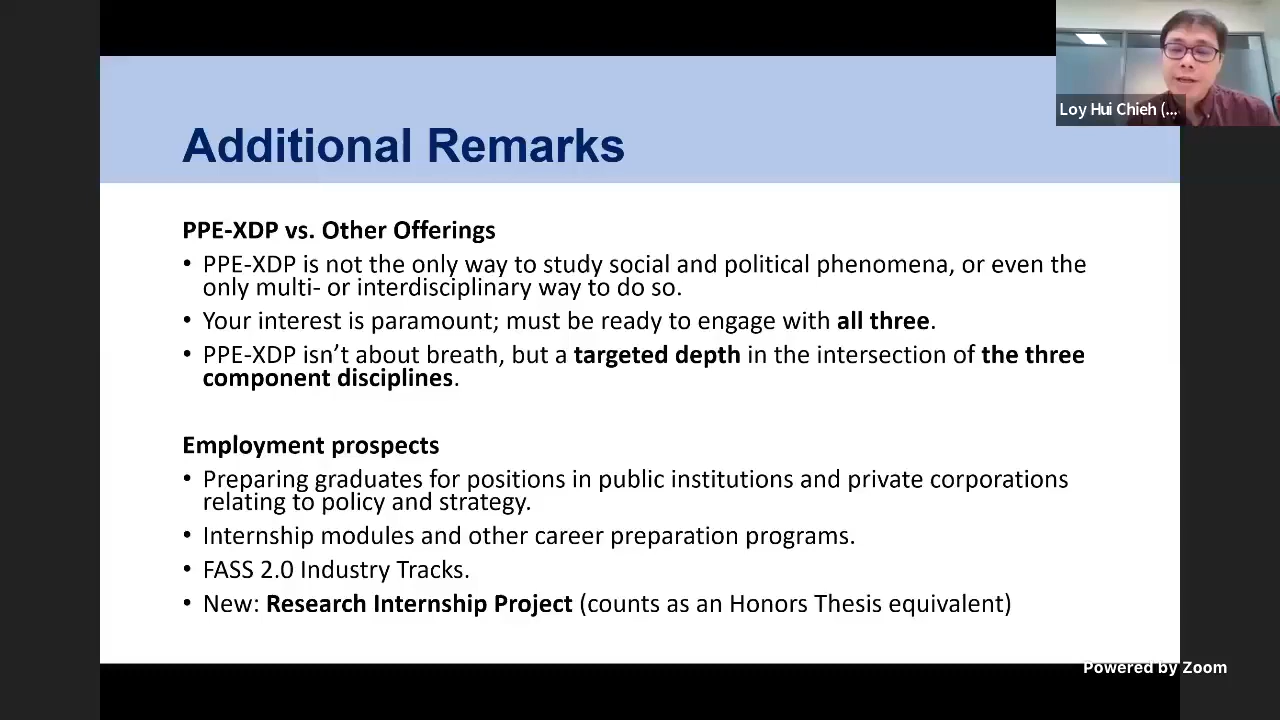 Additional Remarks
Loy Hui Chieh (...
PPE-XDP vs. Other Offerings
• PPE-XDP is not the only way to study social and political phenomena, or even the
only multi- or interdisciplinary way to do so.
• Your interest is paramount; must be ready to engage with all three.
• PPE-XDP isn’t about breath, but a targeted depth in the intersection of the three
component disciplines.
Employment prospects
• Preparing graduates for positions in public institutions and private corporations
relating to policy and strategy.
• Internship modules and other career preparation programs.
• FASS 2.0 Industry Tracks.
• New: Research Internship Project (counts as an Honors Thesis equivalent)
Powered by Zoom